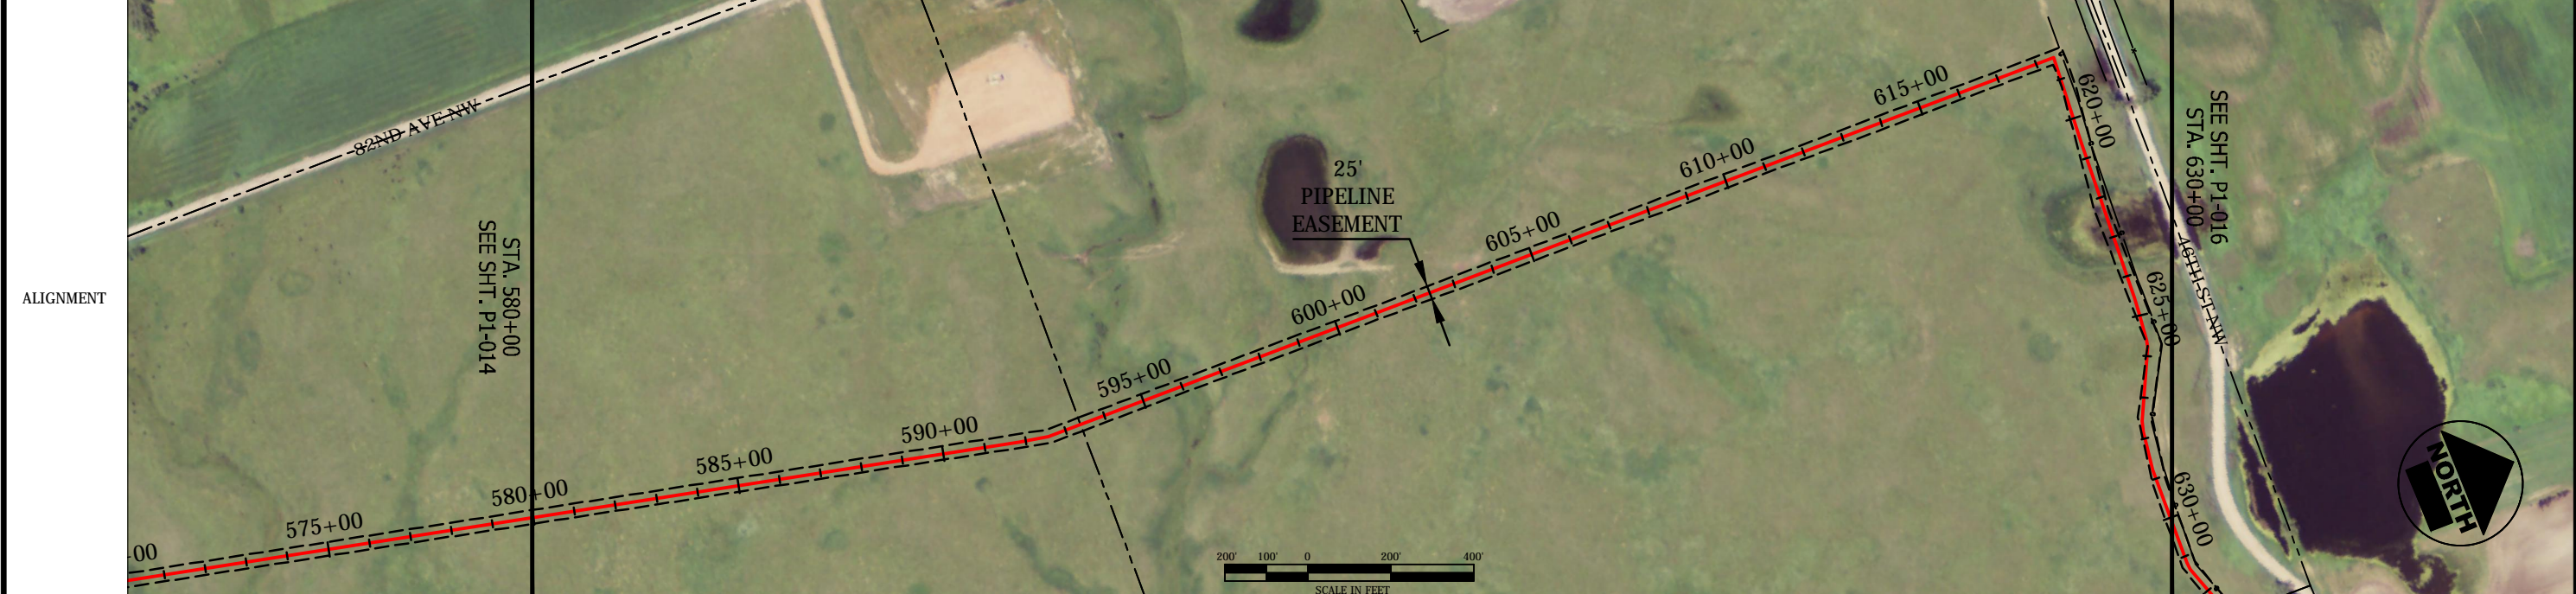 ALIGNMENT
82ND AVE NW
STA. 580+00
SEE SHT. P1-014
-00
575+00
580+00
585+00
590+00
595+00
600+00
605+00
610+00
615+00
620+00
625+00
630+00
25'
PIPELINE
EASEMENT
SEE SHT. P1-016
STA. 630+00
46TH ST NW
NORTH
200' 100' 0 200' 400'
SCALE IN FEET